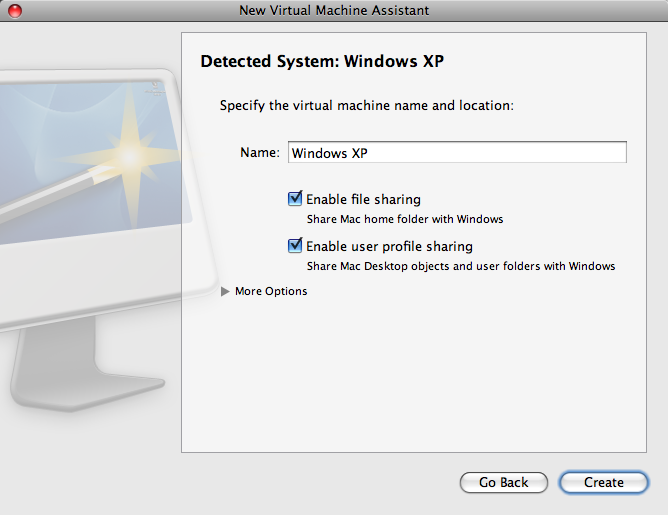 New Virtual Machine Assistant
Detected System: Windows XP
Specify the virtual machine name and location:
Name: Windows XP
Enable file sharing
Share Mac home folder with Windows
Enable user profile sharing
Share Mac Desktop objects and user folders with Windows
More Options
Go Back Create